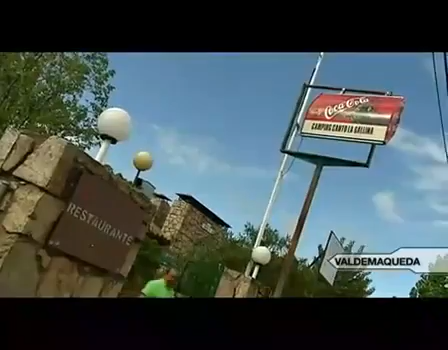 Coca-Cola
CAMPING CANTO LA GALLINA
RESTAURANTE
VALDEMAQUEDA